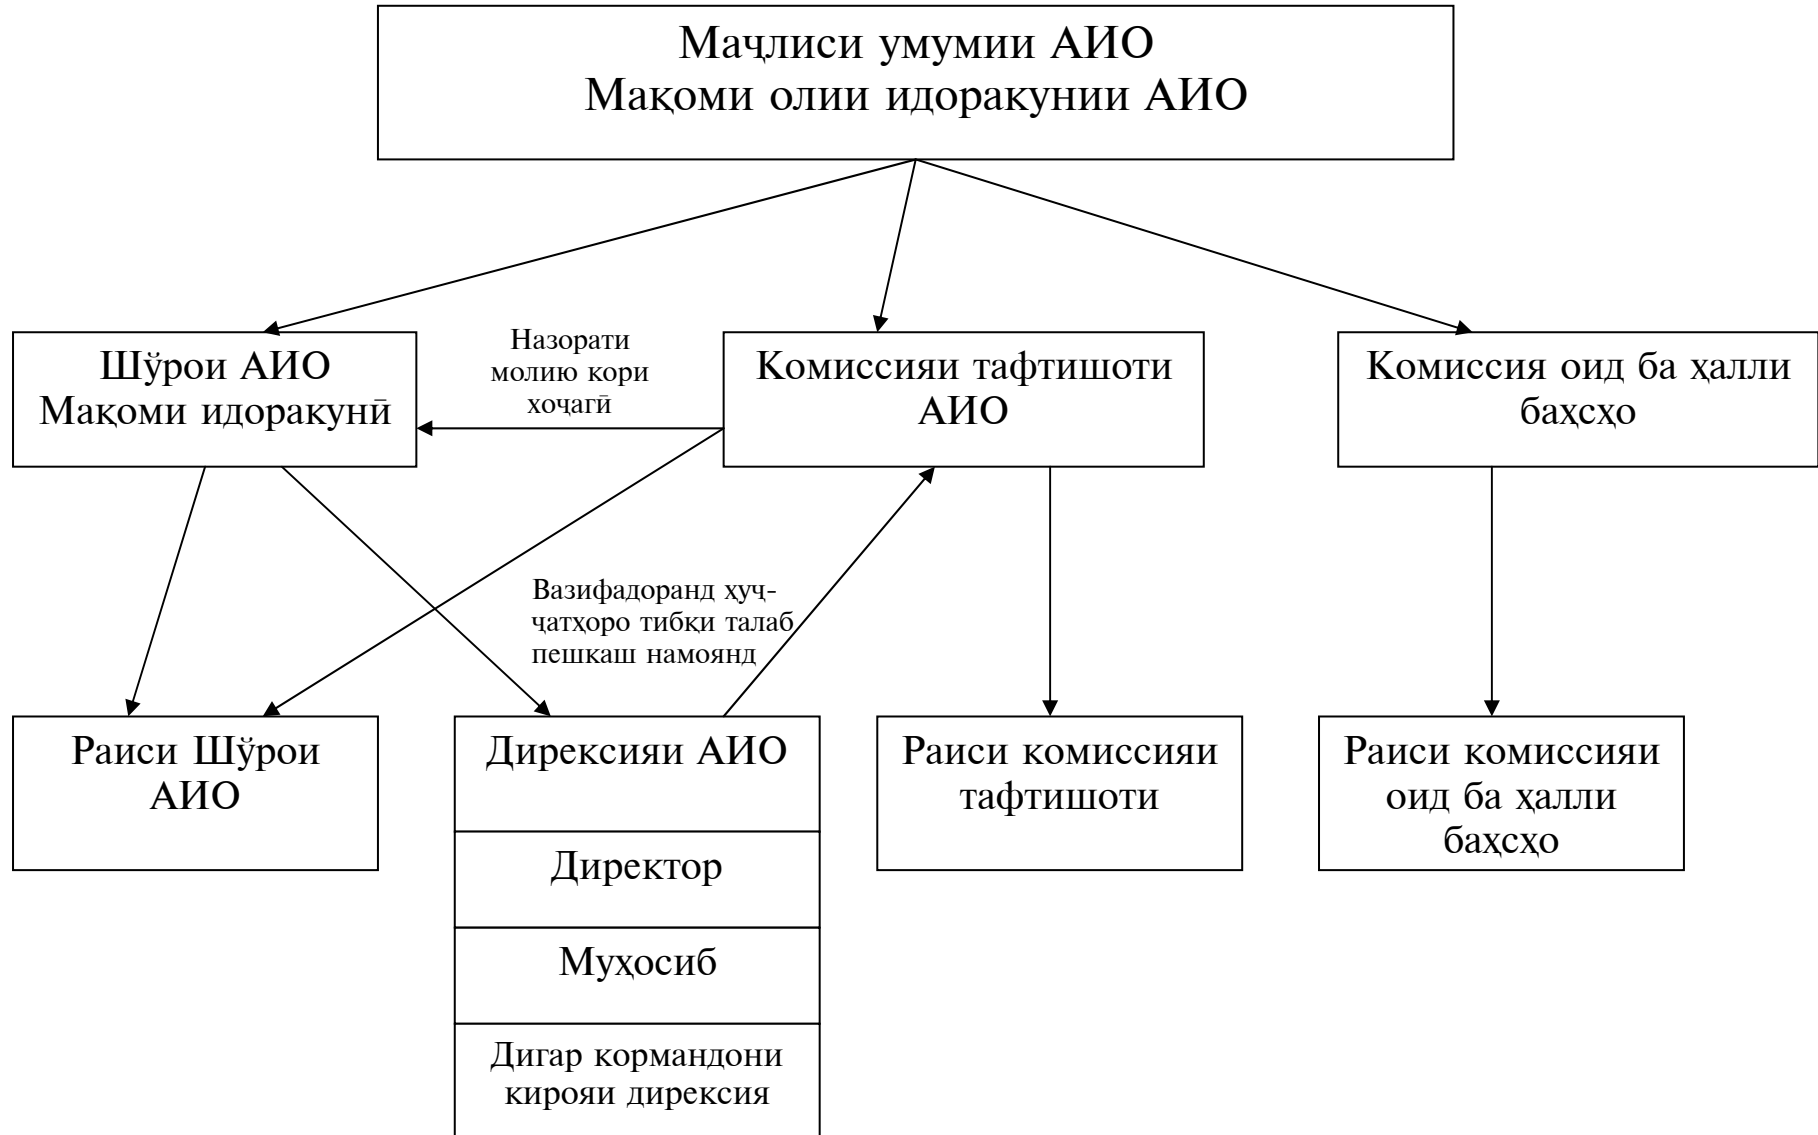 Маҷлиси умумии АИО
Мақоми олии идоракунии АИО
Шӯрои АИО
Мақоми идоракунӣ
Назорати
молию кори
хоҷагӣ
Комиссияи тафтишоти
АИО
Комиссия оид ба ҳалли
баҳсҳо
Вазифадоранд ҳуҷ-
ҷатҳоро тибқи талаб
пешкаш намоянд
Раиси Шӯрои
АИО
Дирексияи АИО
Директор
Муҳосиб
Дигар кормандони
кирояи дирексия
Раиси комиссияи
тафтишоти
Раиси комиссияи
оид ба ҳалли
баҳсҳо